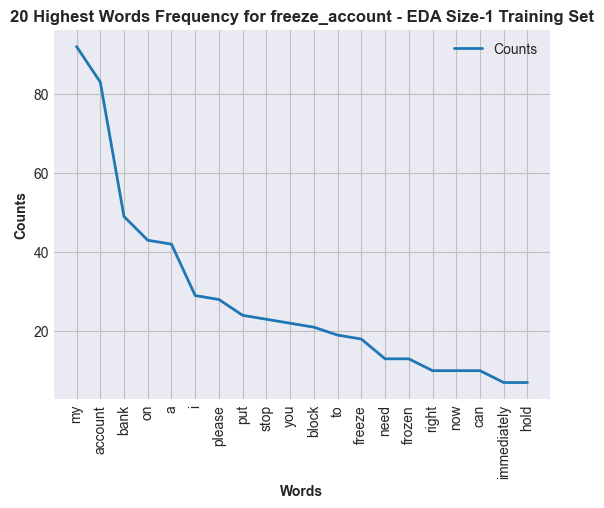 20 Highest Words Frequency for freeze_account - EDA Size-1 Training Set
Counts
80
60
40
20
Counts
my
account
bank
on
a
i
please
put
stop
you
block
to
freeze
need
frozen
right
now
can
immediately
hold
Words